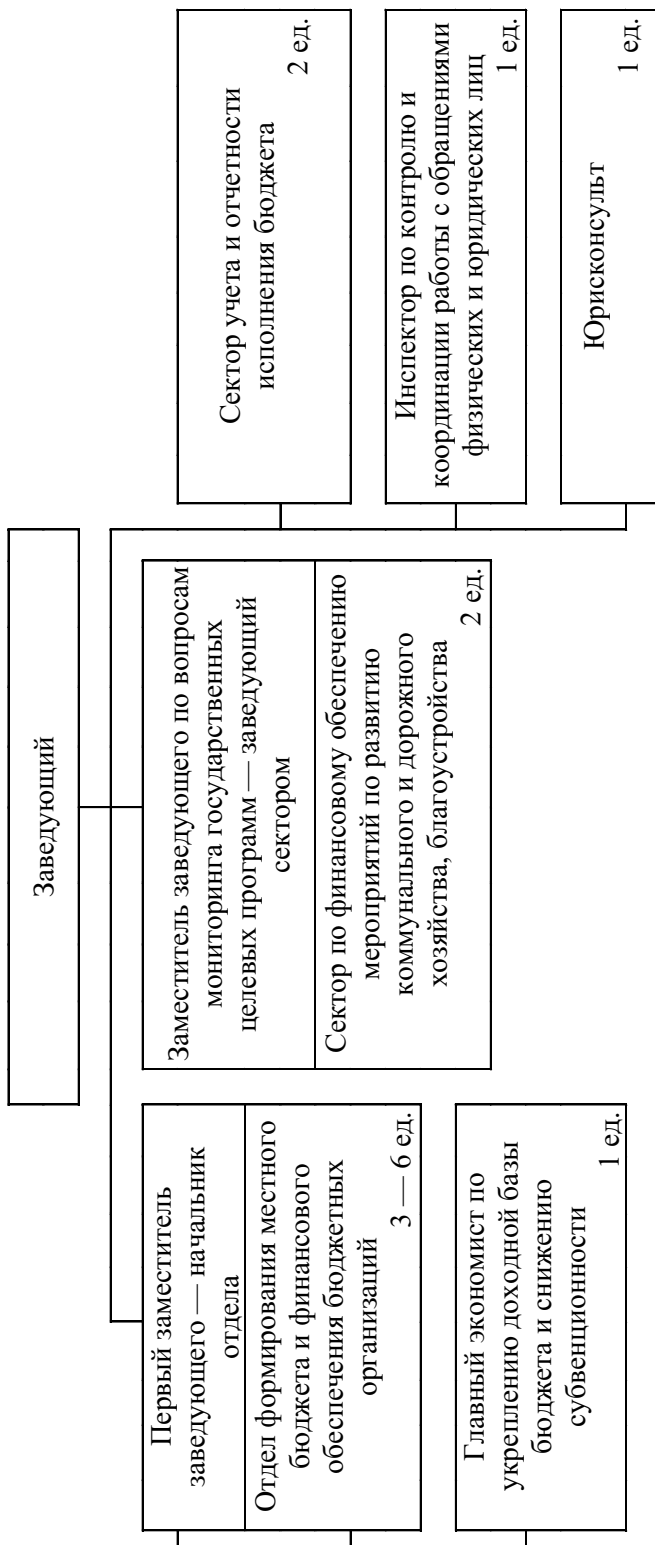 Заведующий
Первый заместитель
заведующего — начальник
отдела
Отдел формирования местного
бюджета и финансового
обеспечения бюджетных
организаций
3 — 6 ед.
Главный экономист по
укреплению доходной базы
бюджета и снижению
субвенционности
1 ед.
Заместитель заведующего по вопросам
мониторинга государственных
целевых программ — заведующий
сектором
Сектор по финансовому обеспечению
мероприятий по развитию
коммунального и дорожного
хозяйства, благоустройства
2 ед.
Сектор учета и отчетности
исполнения бюджета
2 ед.
Инспектор по контролю и
координации работы с обращениями
физических и юридических лиц
1 ед.
Юрисконсульт
1 ед.